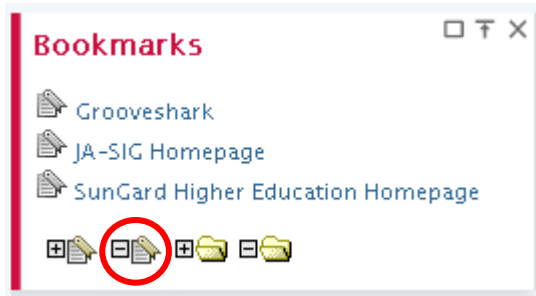 Bookmarks
Grooveshark
JA-SIG Homepage
SunGard Higher Education Homepage